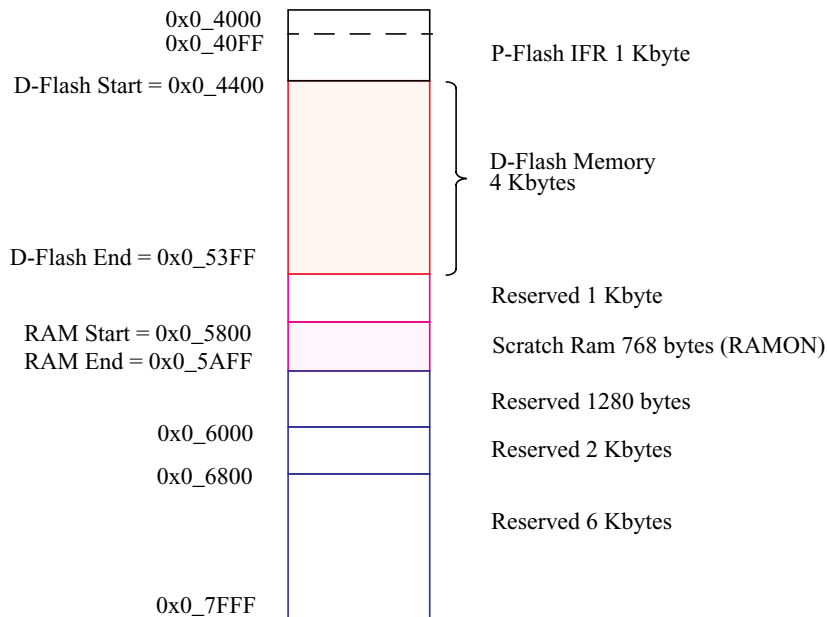 0x0_4000
0x0_40FF
P-Flash IFR 1 Kbyte
D-Flash Start = 0x0_4400
D-Flash Memory
4 Kbytes
D-Flash End = 0x0_53FF
Reserved 1 Kbyte
RAM Start = 0x0_5800
Scratch Ram 768 bytes (RAMON)
RAM End = 0x0_5AFF
Reserved 1280 bytes
0x0_6000
Reserved 2 Kbytes
0x0_6800
Reserved 6 Kbytes
0x0_7FFF